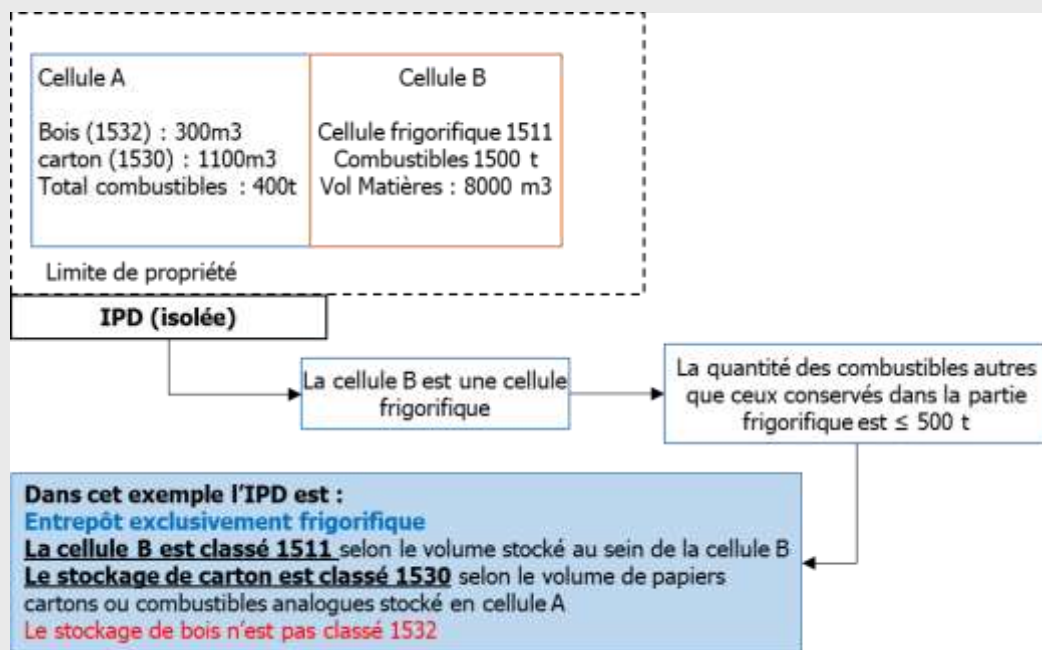 Cellule A
Bois (1532) : 300m3
carton (1530) : 1100m3
Total combustibles : 400t
Cellule B
Cellule frigorifique 1511
Combustibles 1500 t
Vol Matières : 8000 m3
Limite de propriété
IPD (isolée)
La cellule B est une cellule
frigorifique
La quantité des combustibles autres
que ceux conservés dans la partie
frigorifique est ≤ 500 t
Dans cet exemple l'IPD est :
Entrepôt exclusivement frigorifique
La cellule B est classé 1511 selon le volume stocké au sein de la cellule B
Le stockage de carton est classé 1530 selon le volume de papiers
cartons ou combustibles analogues stocké en cellule A
Le stockage de bois n'est pas classé 1532